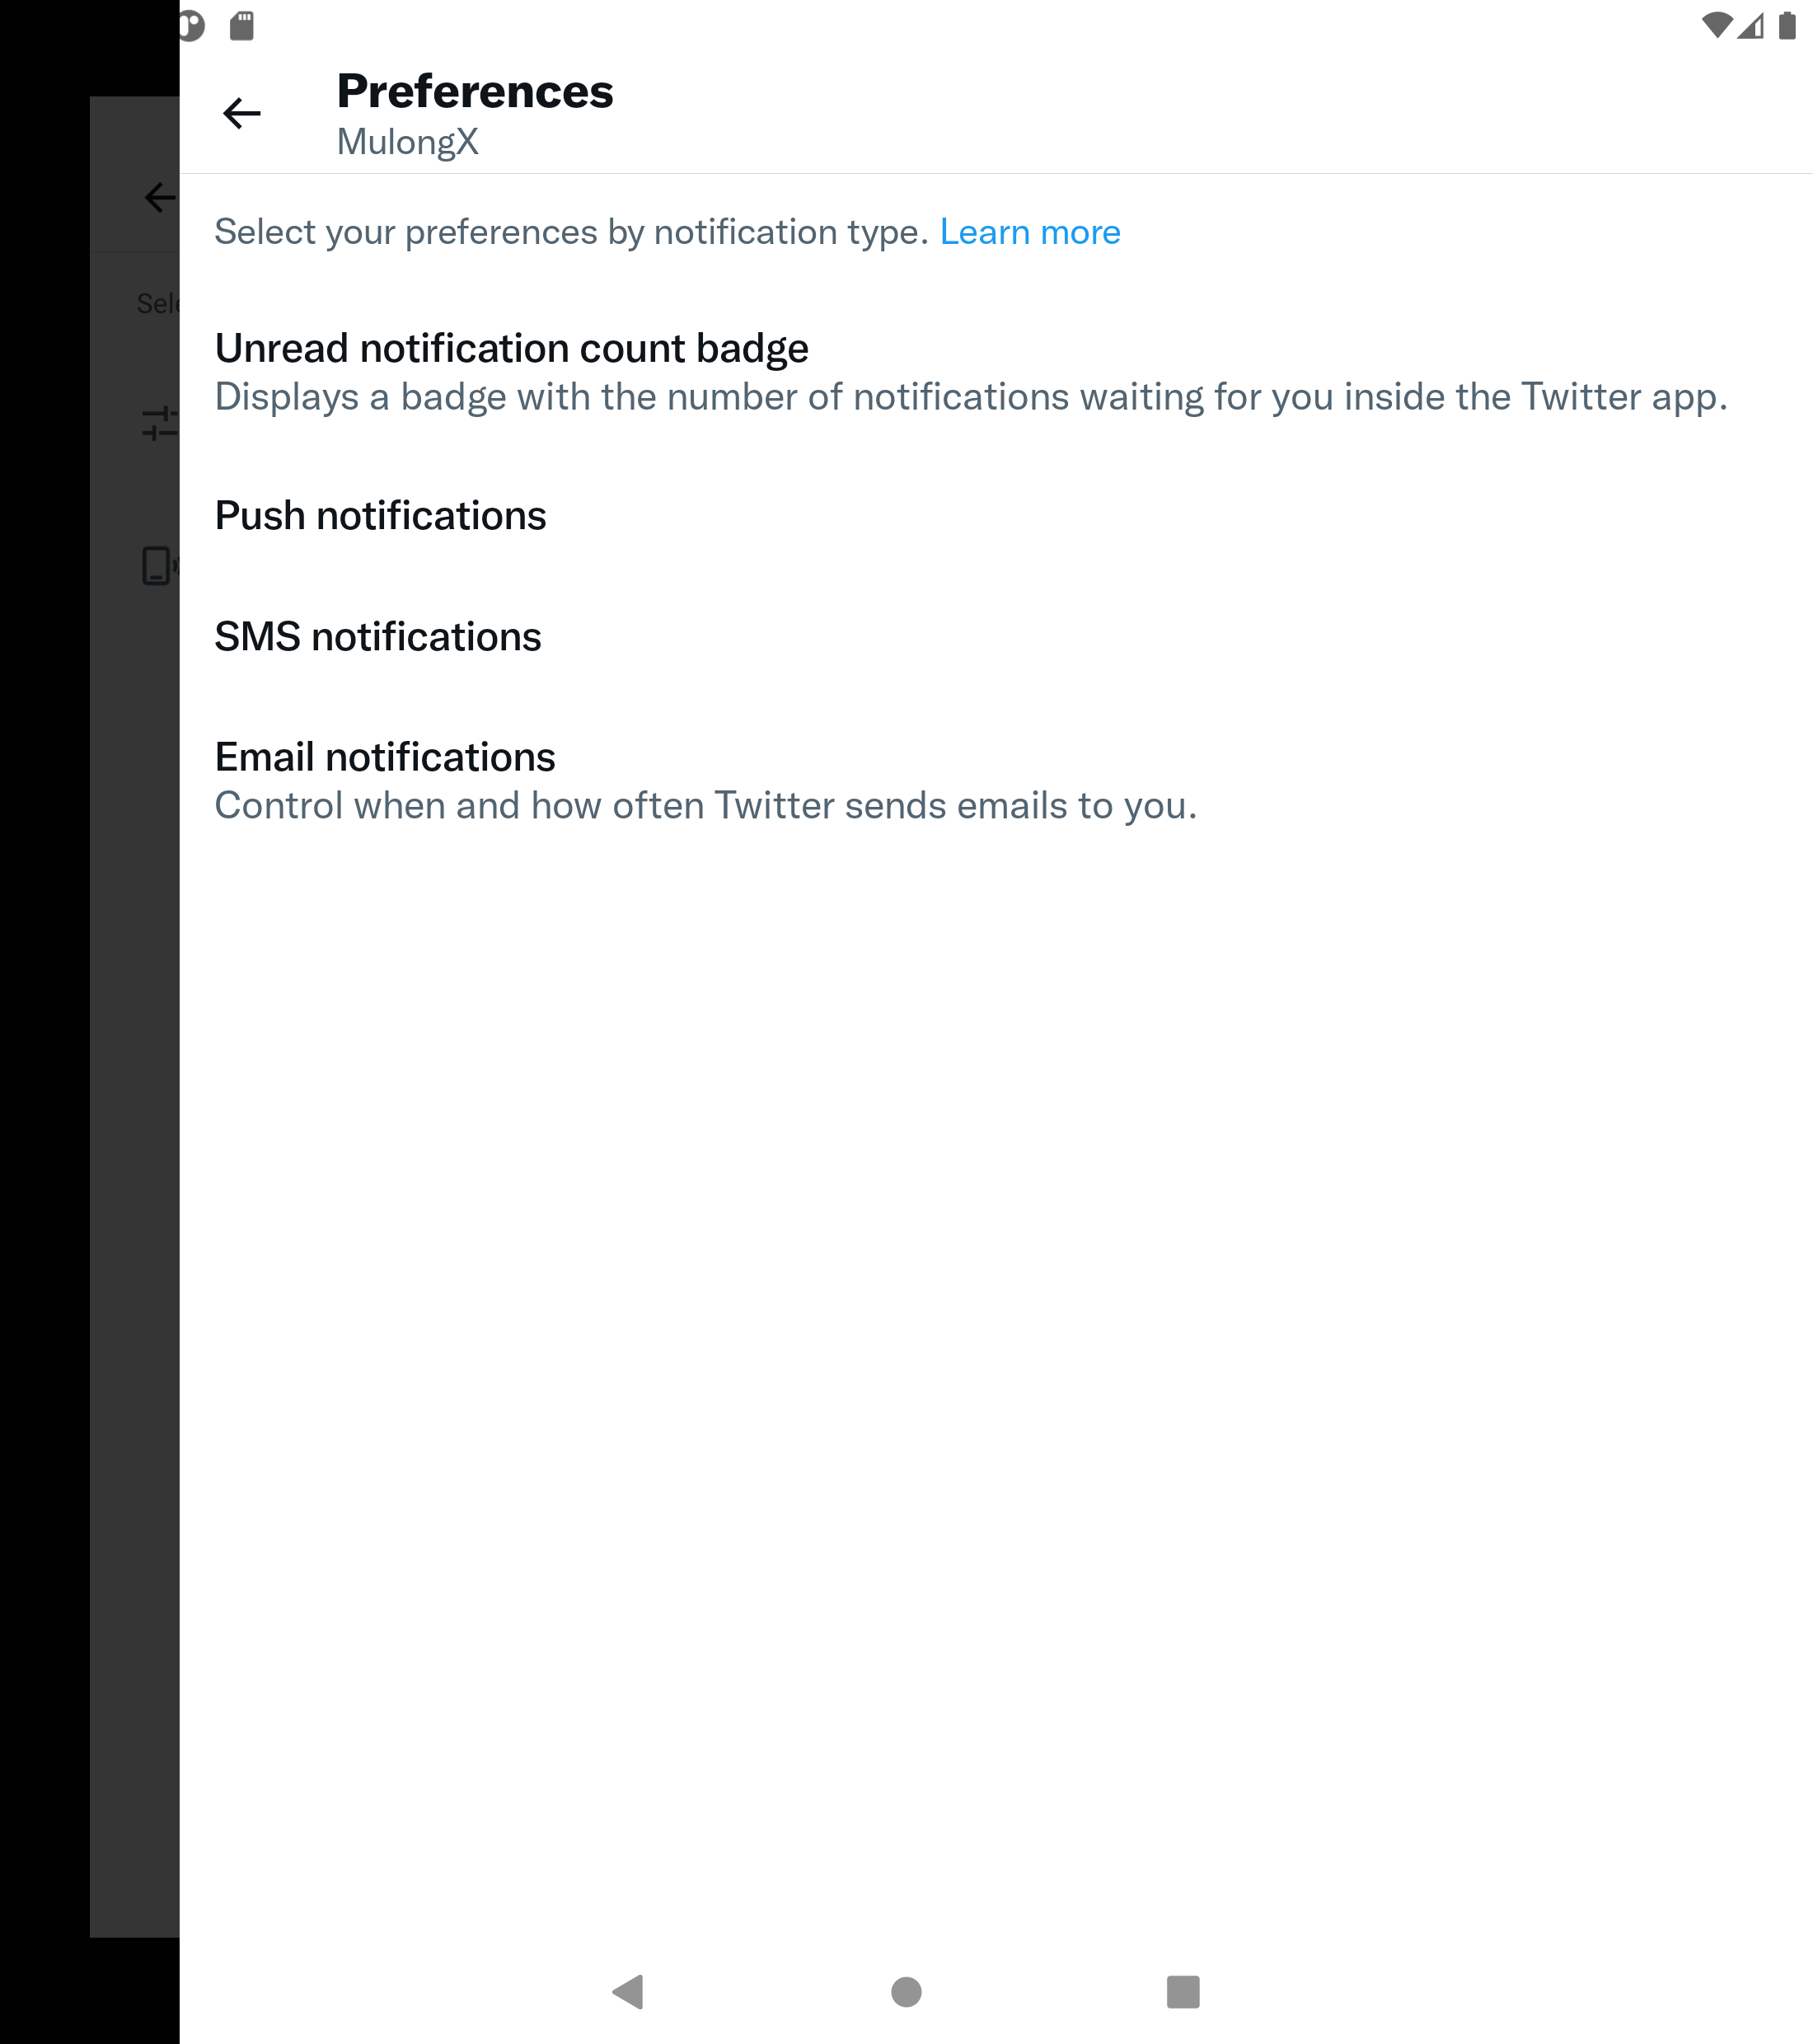 Preferences
MulongX
Select your preferences by notification type. Learn more
Unread notification count badge
Displays a badge with the number of notifications waiting for you inside the Twitter app.
Push notifications
SMS notifications
Email notifications
Control when and how often Twitter sends emails to you.